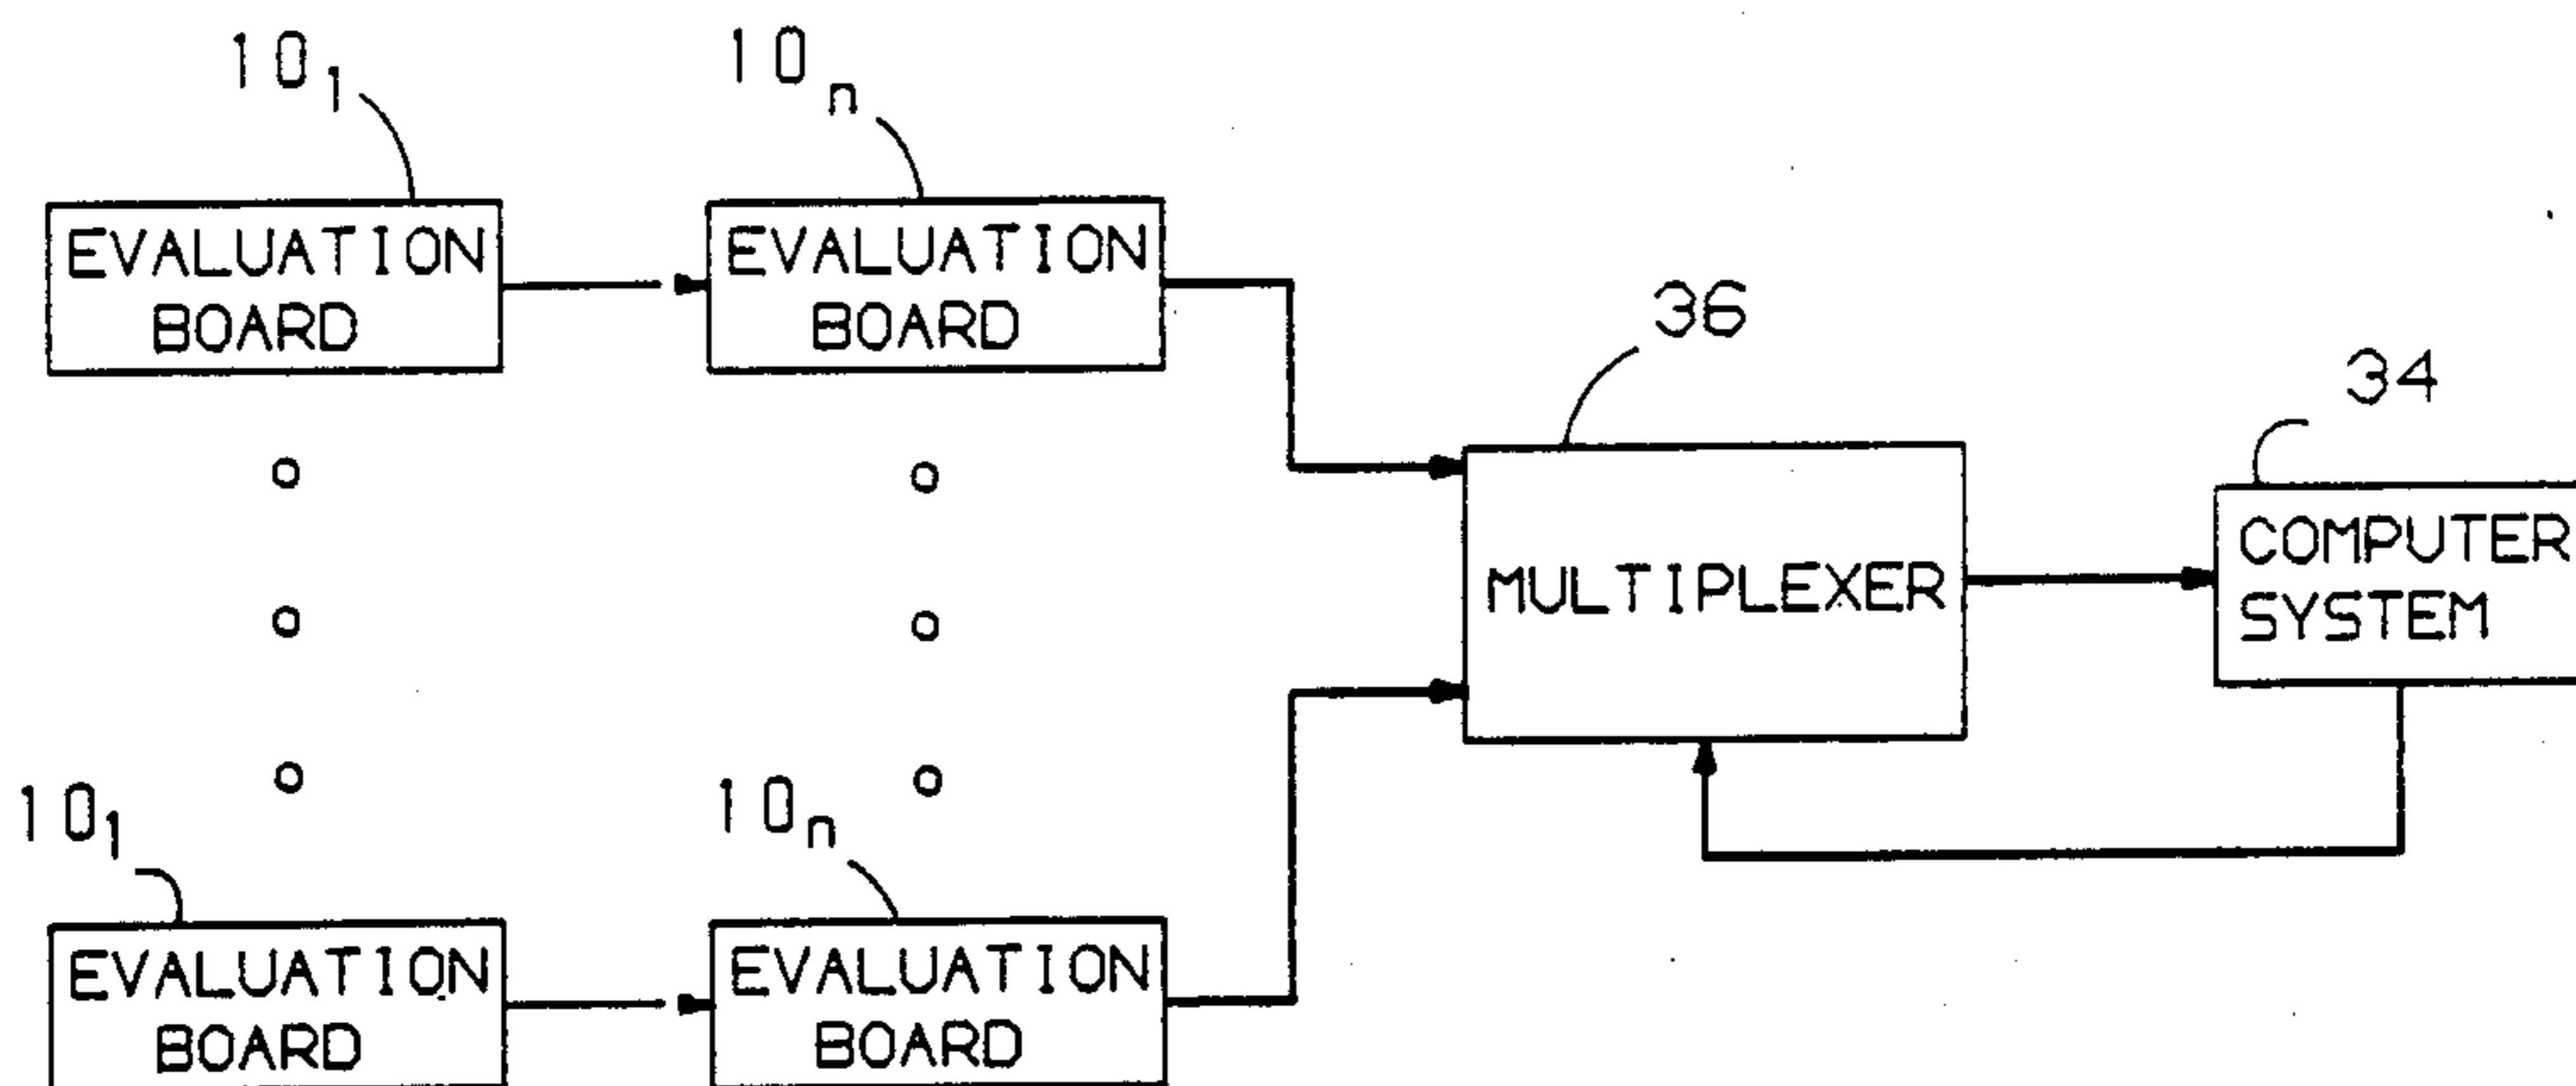 10₁
10ₙ
EVALUATION
BOARD
EVALUATION
BOARD
36
MULTIPLEXER
34
COMPUTER
SYSTEM
10₁
10ₙ
EVALUATION
BOARD
EVALUATION
BOARD